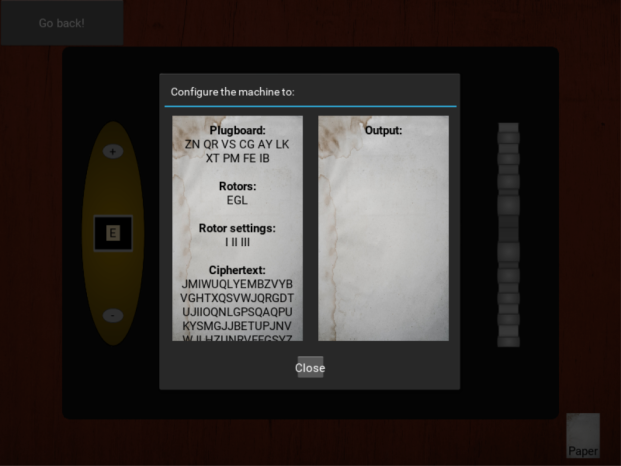 Go back!
Configure the machine to:
Plugboard:
ZN QR VS CG AY LK
XT PM FE IB
Rotors:
EGL
Rotor settings:
I II III
Ciphertext:
JMIWUQLYEMBZVYB
VGHTXQSVWJQRGDT
UJIIOQNLGPSQAQPU
KYSMGJJBETUPJNV
WJLHZUNRVEFGSYZ
Output:
+
E
-
Close
Paper